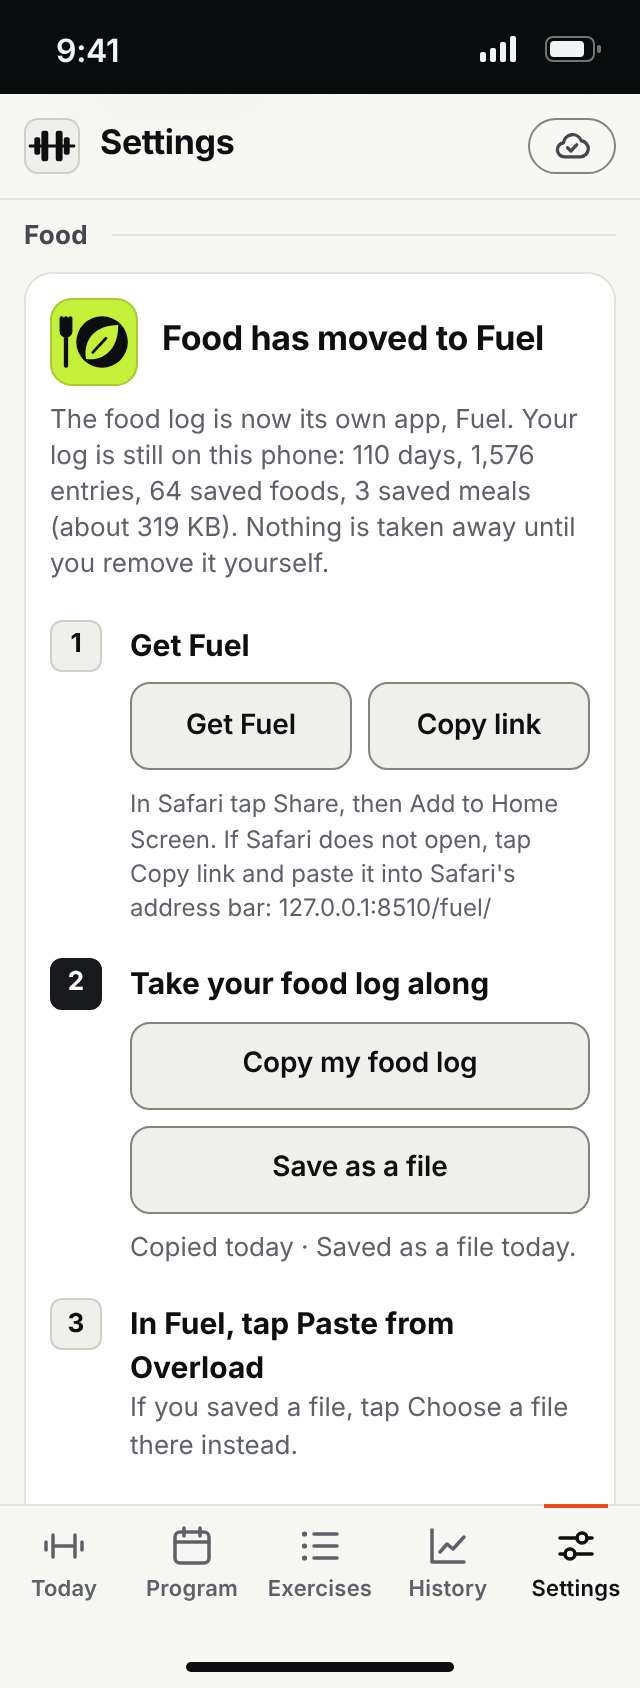 9:41
Settings
Food
Food has moved to Fuel
The food log is now its own app, Fuel. Your
log is still on this phone: 110 days, 1,576
entries, 64 saved foods, 3 saved meals
(about 319 KB). Nothing is taken away until
you remove it yourself.
1
Get Fuel
Get Fuel
Copy link
In Safari tap Share, then Add to Home
Screen. If Safari does not open, tap
Copy link and paste it into Safari's
address bar: 127.0.0.1:8510/fuel/
2
Take your food log along
Copy my food log
Save as a file
Copied today · Saved as a file today.
3
In Fuel, tap Paste from
Overload
If you saved a file, tap Choose a file
there instead.
Today
Program
Exercises
History
Settings